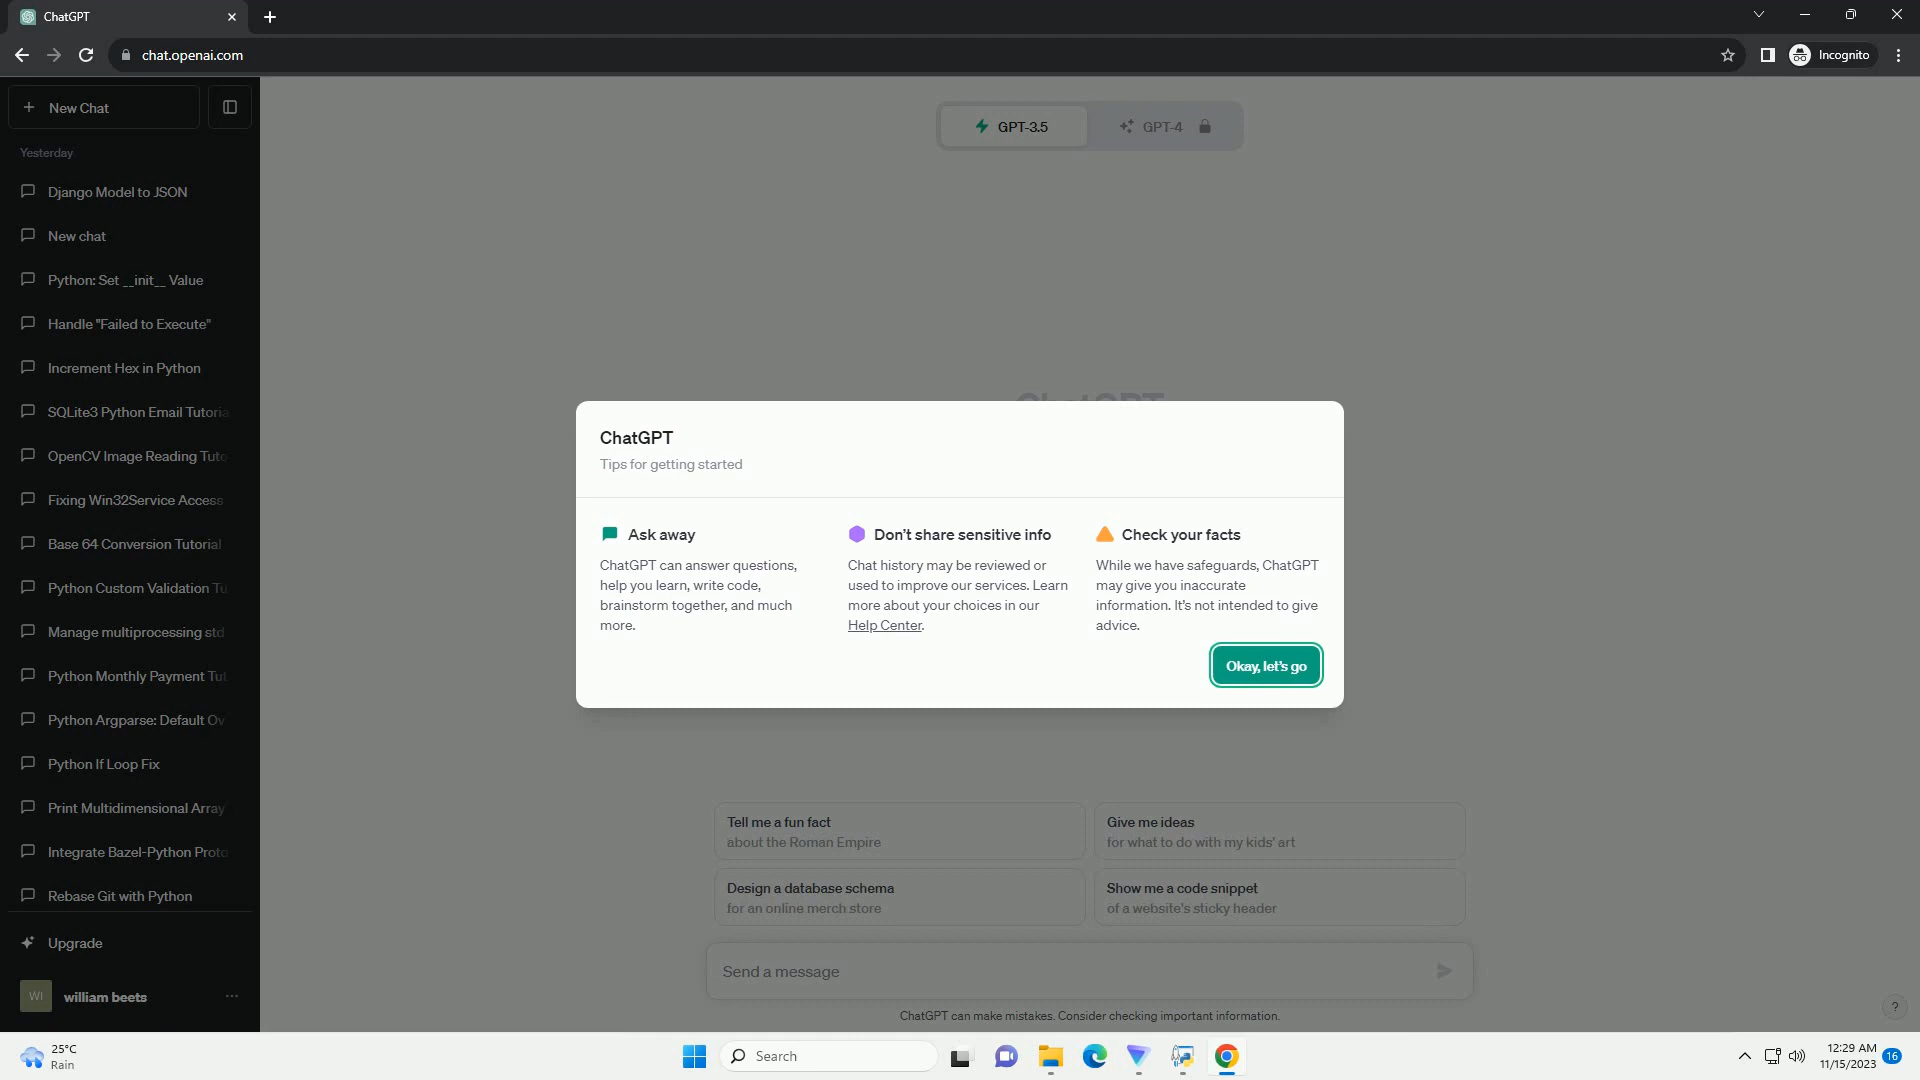 ChatGPT
chat.openai.com
Incognito
New Chat
Yesterday
Django Model to JSON
New chat
Python: Set __init__ Value
Handle "Failed to Execute"
Increment Hex in Python
SQLite3 Python Email Tutoria
OpenCV Image Reading Tuto
Fixing Win32Service Access
Base 64 Conversion Tutorial
Python Custom Validation Tu
Manage multiprocessing std
Python Monthly Payment Tut
Python Argparse: Default Ov
Python If Loop Fix
Print Multidimensional Array
Integrate Bazel-Python Proto
Rebase Git with Python
Upgrade
WI
william beets
GPT-3.5
GPT-4
ChatGPT
ChatGPT
Tips for getting started
Ask away
ChatGPT can answer questions,
help you learn, write code,
brainstorm together, and much
more.
Don't share sensitive info
Chat history may be reviewed or
used to improve our services. Learn
more about your choices in our
Help Center.
Check your facts
While we have safeguards, ChatGPT
may give you inaccurate
information. It's not intended to give
advice.
Okay, let's go
Tell me a fun fact
about the Roman Empire
Give me ideas
for what to do with my kids' art
Design a database schema
for an online merch store
Show me a code snippet
of a website's sticky header
Send a message
ChatGPT can make mistakes. Consider checking important information.
?
25°C
Rain
Search
12:29 AM
11/15/2023
16